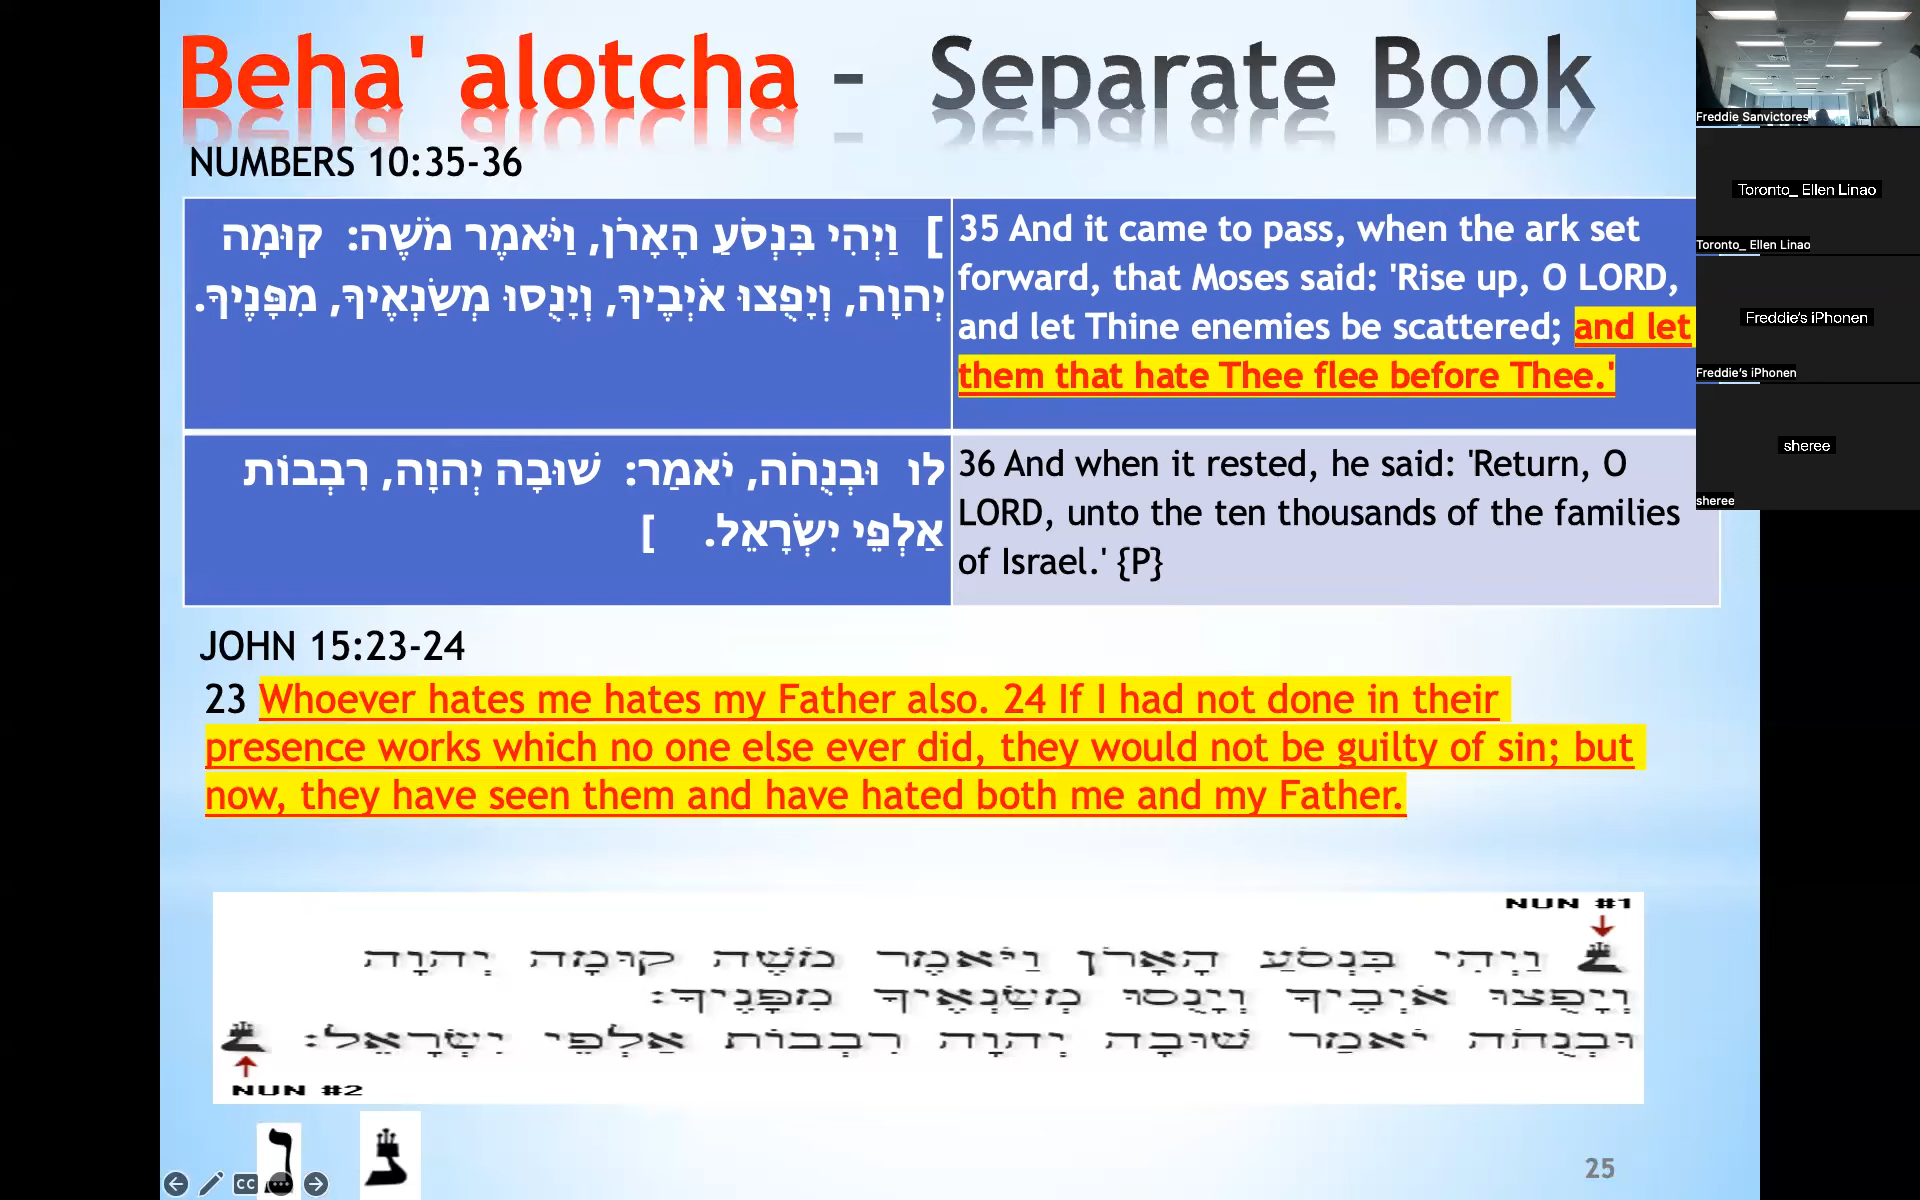 Beha' alotcha - Separate Book
NUMBERS 10:35-36
[ וַיְהִי בִּנְסֹעַ הָאָרֹן, וַיֹּאמֶר מֹשֶׁה: קוּמָה
יְהוָה, וְיָפֻצוּ אֹיְבֶיךָ, וְיָנֻסוּ מְשַׂנְאֶיךָ, מִפָּנֶיךָ.
35 And it came to pass, when the ark set
forward, that Moses said: 'Rise up, O LORD,
and let Thine enemies be scattered; and let
them that hate Thee flee before Thee.'
לו וּבְנֻחֹה, יֹאמַר: שׁוּבָה יְהוָה, רִבְבוֹת
אַלְפֵי יִשְׂרָאֵל. [
36 And when it rested, he said: 'Return, O
LORD, unto the ten thousands of the families
of Israel.' {P}
JOHN 15:23-24
23 Whoever hates me hates my Father also. 24 If I had not done in their
presence works which no one else ever did, they would not be guilty of sin; but
now, they have seen them and have hated both me and my Father.
NUN #1
׆ וַיְהִי בִּנְסֹעַ הָאָרֹן וַיֹּאמֶר מֹשֶׁה קוּמָה יְהוָה
וְיָפֻצוּ אֹיְבֶיךָ וְיָנֻסוּ מְשַׂנְאֶיךָ מִפָּנֶיךָ׃
וּבְנֻחֹה יֹאמַר שׁוּבָה יְהוָה רִבְבוֹת אַלְפֵי יִשְׂרָאֵל׃ ׆
NUN #2
נ
CC
25
Freddie Sanvictores
Toronto_ Ellen Linao
Toronto_ Ellen Linao
Freddie's iPhonen
Freddie's iPhonen
sheree
sheree